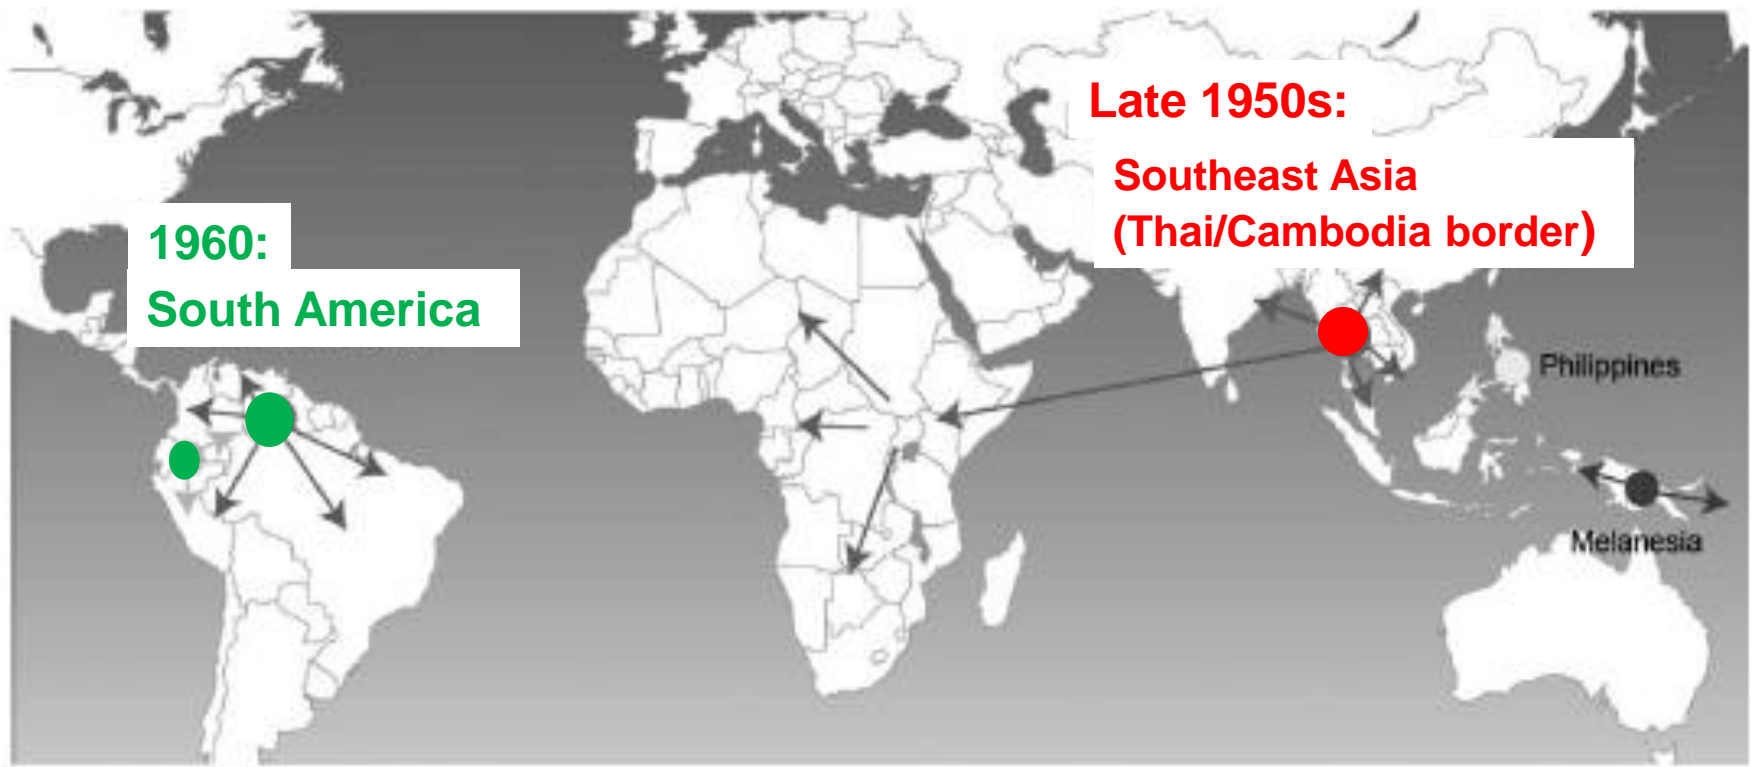 Late 1950s:
Southeast Asia
(Thai/Cambodia border)
1960:
South America
Philippines
Melanesia